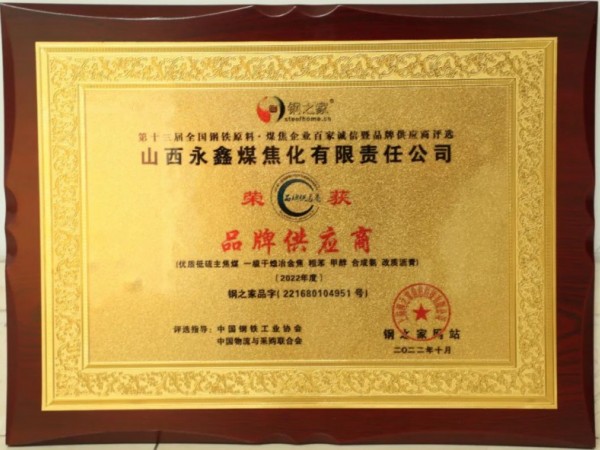 钢之家®
steelhome.cn
第十三届全国钢铁原料·煤焦企业百家诚信暨品牌供应商评选
山西永鑫煤焦化有限责任公司
荣 获
品牌供应商
(优质低硫主焦煤 一级干熄冶金焦 粗苯 甲醇 合成氨 改质沥青)
(2022年度)
钢之家品字(221680104951号)
评选指导：中国钢铁工业协会
中国物流与采购联合会
钢之家网站
二〇二二年十月